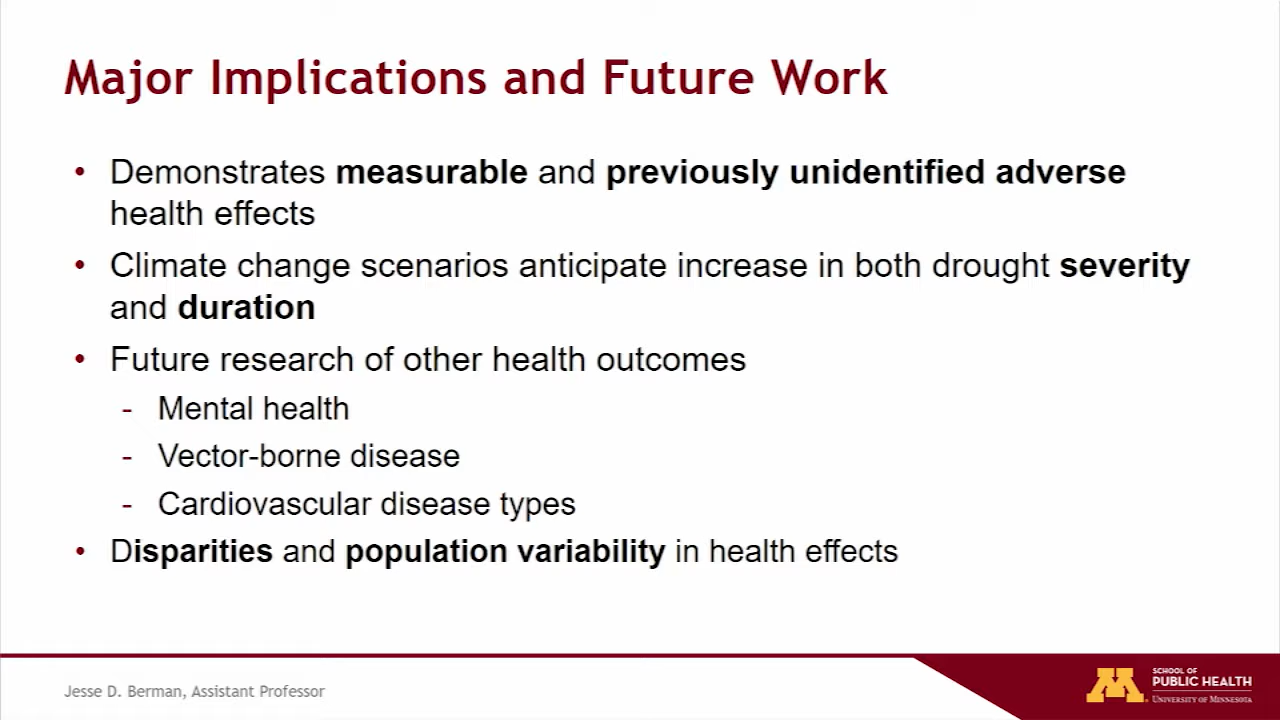 Major Implications and Future Work
• Demonstrates measurable and previously unidentified adverse
health effects
• Climate change scenarios anticipate increase in both drought severity
and duration
• Future research of other health outcomes
- Mental health
- Vector-borne disease
- Cardiovascular disease types
• Disparities and population variability in health effects
Jesse D. Berman, Assistant Professor
M
SCHOOL OF
PUBLIC HEALTH
UNIVERSITY OF MINNESOTA